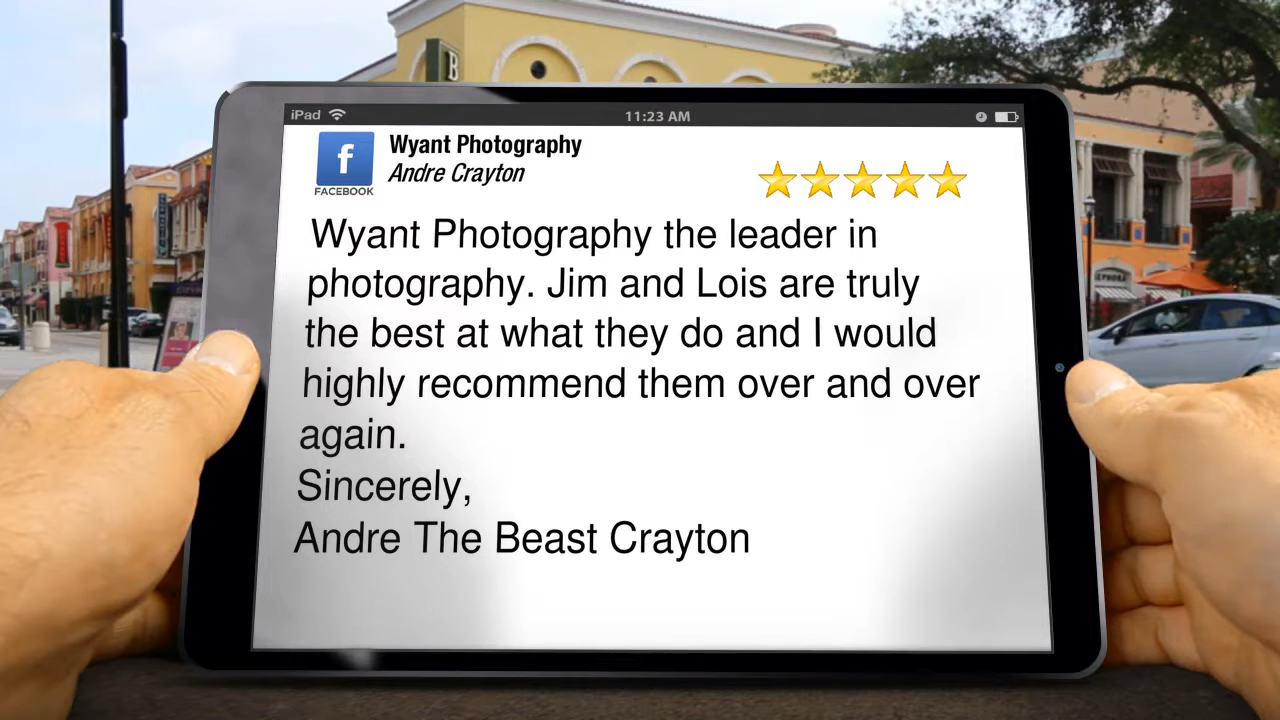 iPad 11:23 AM
f
FACEBOOK
Wyant Photography
Andre Crayton
Wyant Photography the leader in
photography. Jim and Lois are truly
the best at what they do and I would
highly recommend them over and over
again.
Sincerely,
Andre The Beast Crayton
B
SEPHORA